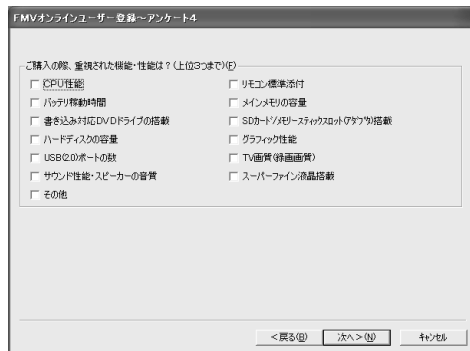 FMVオンラインユーザー登録～アンケート4
ご購入の際、重視された機能・性能は？(上位3つまで)(F)
CPU性能
リモコン標準添付
バッテリ稼動時間
メインメモリの容量
書き込み対応DVDドライブの搭載
SDカード/メモリースティックスロット(アダプタ)搭載
ハードディスクの容量
グラフィック性能
USB(2.0)ポートの数
TV画質(録画画質)
サウンド性能・スピーカーの音質
スーパーファイン液晶搭載
その他
<戻る(B)
次へ>(N)
キャンセル